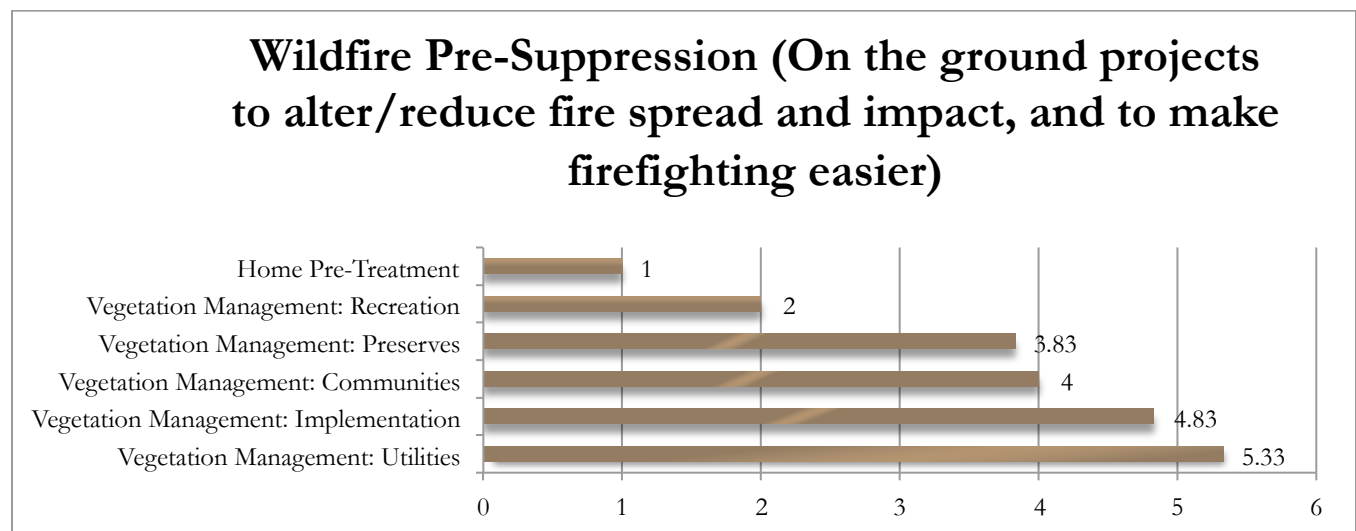 Wildfire Pre-Suppression (On the ground projects
to alter/reduce fire spread and impact, and to make
firefighting easier)
Home Pre-Treatment 1
Vegetation Management: Recreation 2
Vegetation Management: Preserves 3.83
Vegetation Management: Communities 4
Vegetation Management: Implementation 4.83
Vegetation Management: Utilities 5.33
0 1 2 3 4 5 6